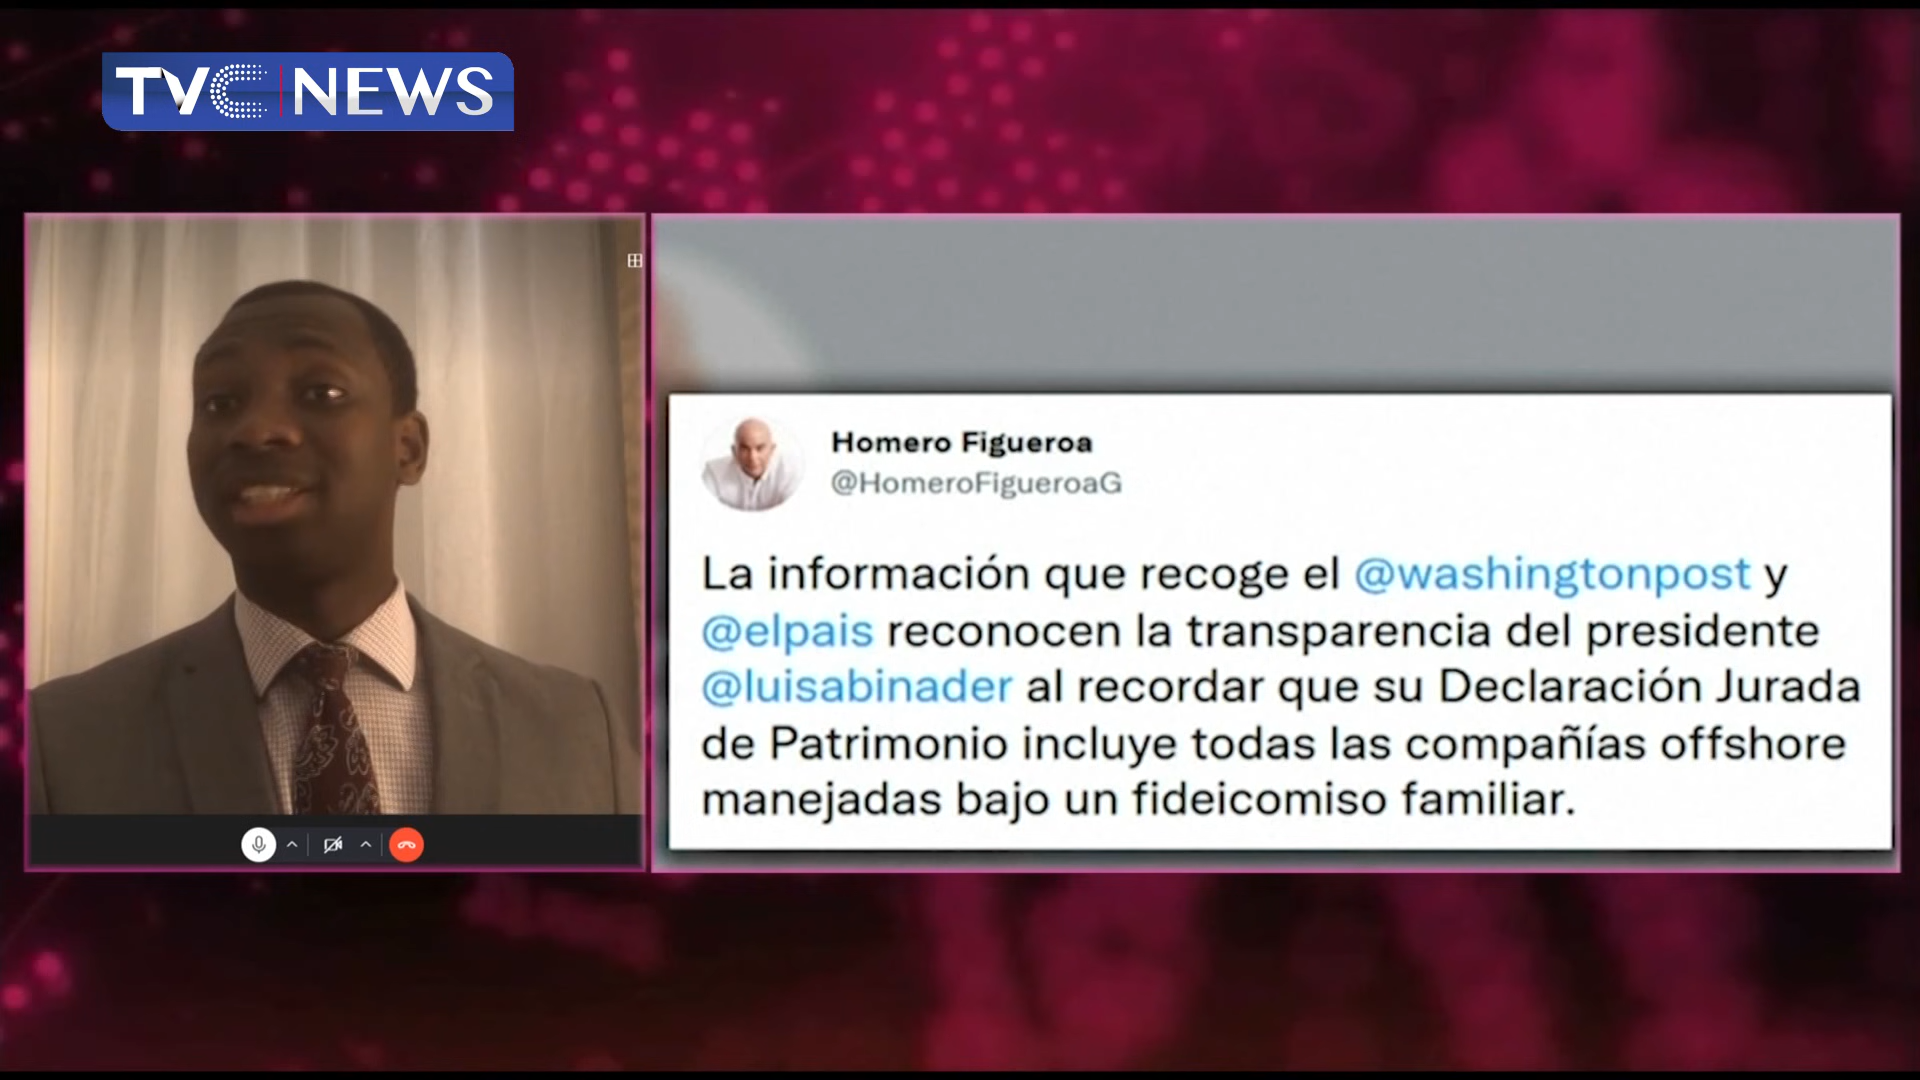 TVC NEWS
Homero Figueroa
@HomeroFigueroaG
La información que recoge el @washingtonpost y
@elpais reconocen la transparencia del presidente
@luisabinader al recordar que su Declaración Jurada
de Patrimonio incluye todas las compañías offshore
manejadas bajo un fideicomiso familiar.